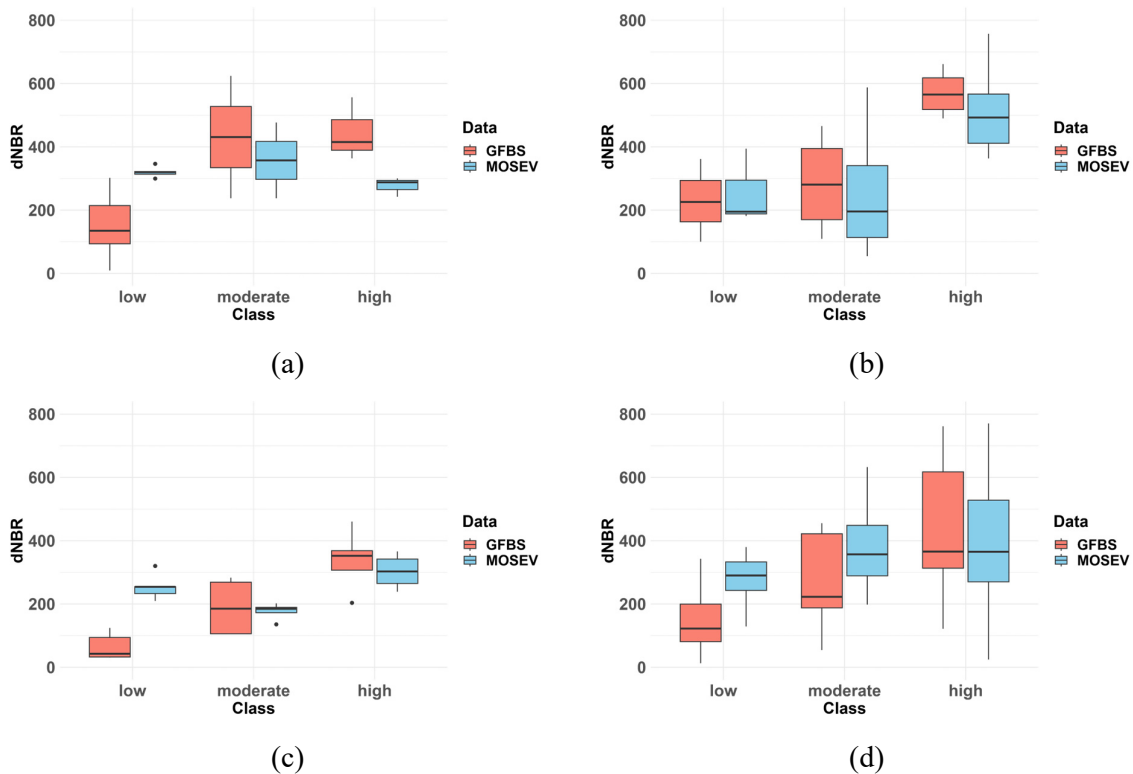 800
600
400
200
0
dNBR
low moderate high
Class
Data
GFBS
MOSEV
(a)
800
600
400
200
0
dNBR
low moderate high
Class
Data
GFBS
MOSEV
(b)
800
600
400
200
0
dNBR
low moderate high
Class
Data
GFBS
MOSEV
(c)
800
600
400
200
0
dNBR
low moderate high
Class
Data
GFBS
MOSEV
(d)